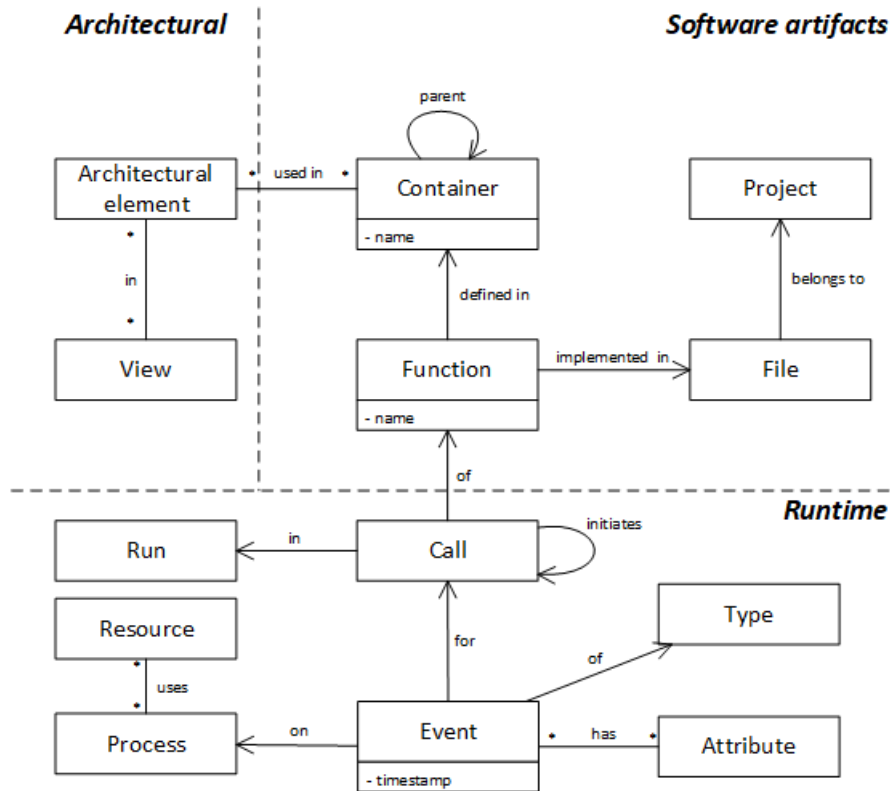 Architectural
Software artifacts
parent
Architectural
element
* used in *
Container
Project
- name
*
in
*
defined in
belongs to
View
Function
implemented in
File
- name
of
Runtime
Run
in
Call
initiates
Resource
Type
for
of
*
uses
*
Process
on
Event
* has *
Attribute
- timestamp